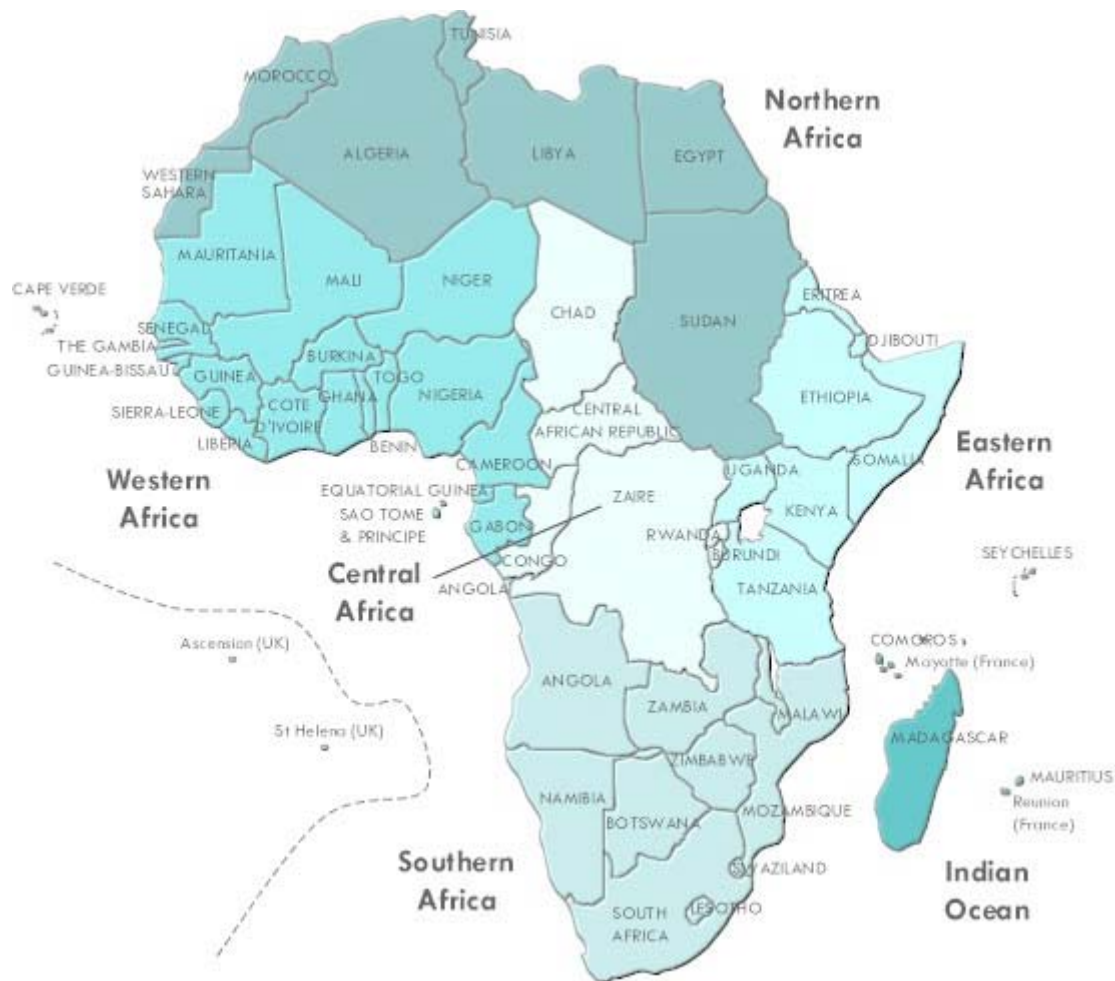 TUNISIA
MOROCCO
Northern
Africa
ALGERIA
LIBYA
EGYPT
WESTERN
SAHARA
MAURITANIA
MALI
NIGER
CAPE VERDE
CHAD
ERITREA
SUDAN
SENEGAL
DJIBOUTI
THE GAMBIA
BURKINA
GUINEA-BISSAU
GUINEA
TOGO
GHANA
NIGERIA
ETHIOPIA
SIERRA-LEONE
COTE
D'IVOIRE
CENTRAL
AFRICAN REPUBLIC
LIBERIA
BENIN
Eastern
Africa
CAMEROON
UGANDA
SOMALIA
Western
Africa
EQUATORIAL GUINEA
ZAIRE
SAO TOME
& PRINCIPE
GABON
KENYA
RWANDA
BURUNDI
SEYCHELLES
CONGO
Central
Africa
ANGOLA
TANZANIA
Ascension (UK)
COMOROS
Mayotte (France)
ANGOLA
ZAMBIA
MALAWI
St Helena (UK)
MADAGASCAR
ZIMBABWE
MAURITIUS
NAMIBIA
MOZAMBIQUE
Reunion
(France)
BOTSWANA
Southern
Africa
SWAZILAND
Indian
Ocean
LESOTHO
SOUTH
AFRICA